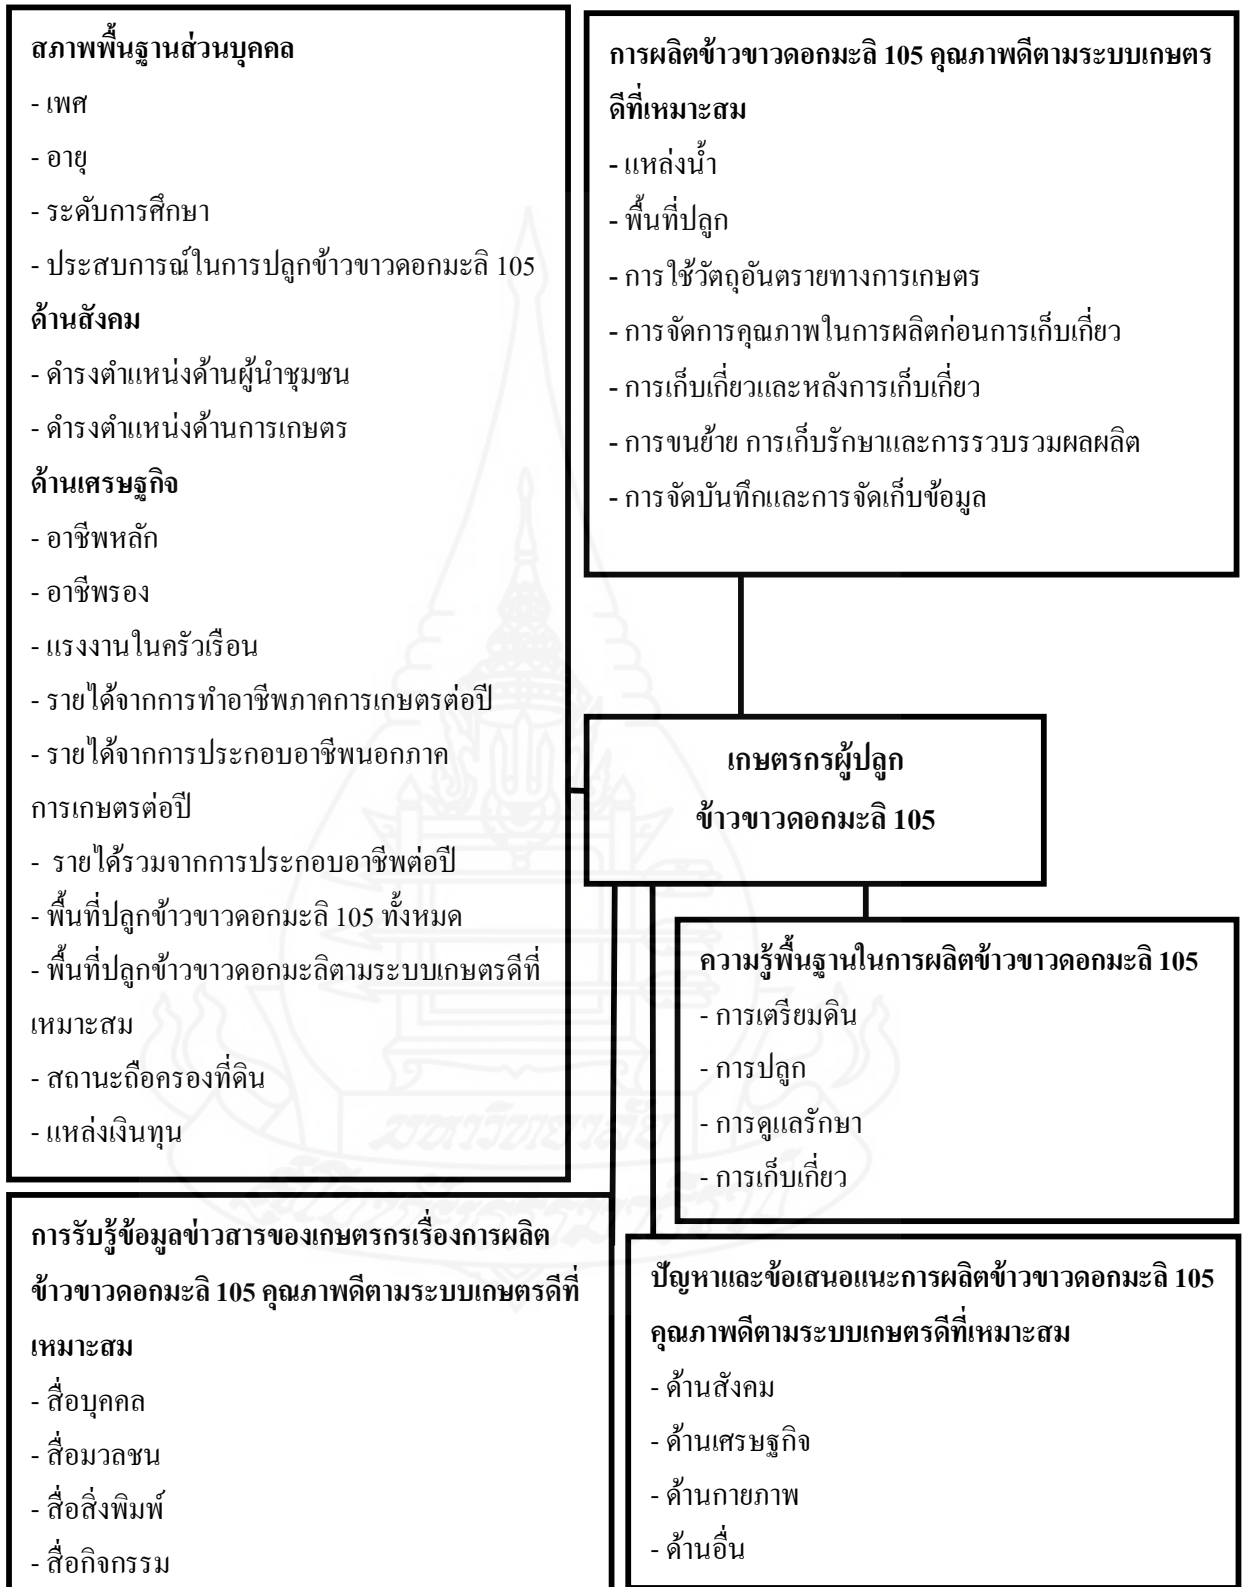 สภาพพื้นฐานส่วนบุคคล
- เพศ
- อายุ
- ระดับการศึกษา
- ประสบการณ์ในการปลูกข้าวขาวดอกมะลิ 105
ด้านสังคม
- ดำรงตำแหน่งด้านผู้นำชุมชน
- ดำรงตำแหน่งด้านการเกษตร
ด้านเศรษฐกิจ
- อาชีพหลัก
- อาชีพรอง
- แรงงานในครัวเรือน
- รายได้จากการทำอาชีพภาคการเกษตรต่อปี
- รายได้จากการประกอบอาชีพนอกภาค
การเกษตรต่อปี
- รายได้รวมจากการประกอบอาชีพต่อปี
- พื้นที่ปลูกข้าวขาวดอกมะลิ 105 ทั้งหมด
- พื้นที่ปลูกข้าวขาวดอกมะลิตามระบบเกษตรดีที่
เหมาะสม
- สถานะถือครองที่ดิน
- แหล่งเงินทุน
การผลิตข้าวขาวดอกมะลิ 105 คุณภาพดีตามระบบเกษตร
ดีที่เหมาะสม
- แหล่งน้ำ
- พื้นที่ปลูก
- การใช้วัตถุอันตรายทางการเกษตร
- การจัดการคุณภาพในการผลิตก่อนการเก็บเกี่ยว
- การเก็บเกี่ยวและหลังการเก็บเกี่ยว
- การขนย้าย การเก็บรักษาและการรวบรวมผลผลิต
- การจัดบันทึกและการจัดเก็บข้อมูล
เกษตรกรผู้ปลูก
ข้าวขาวดอกมะลิ 105
ความรู้พื้นฐานในการผลิตข้าวขาวดอกมะลิ 105
- การเตรียมดิน
- การปลูก
- การดูแลรักษา
- การเก็บเกี่ยว
การรับรู้ข้อมูลข่าวสารของเกษตรกรเรื่องการผลิต
ข้าวขาวดอกมะลิ 105 คุณภาพดีตามระบบเกษตรดีที่
เหมาะสม
- สื่อบุคคล
- สื่อมวลชน
- สื่อสิ่งพิมพ์
- สื่อกิจกรรม
ปัญหาและข้อเสนอแนะการผลิตข้าวขาวดอกมะลิ 105
คุณภาพดีตามระบบเกษตรดีที่เหมาะสม
- ด้านสังคม
- ด้านเศรษฐกิจ
- ด้านกายภาพ
- ด้านอื่น
มหาวิทยาลัย
สุโขทัยธรรมาธิราช